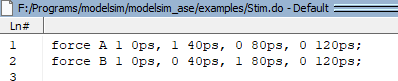 F:/Programs/modelsim/modelsim_ase/examples/Stim.do - Default
Ln#
1 force A 1 0ps, 1 40ps, 0 80ps, 0 120ps;
2 force B 1 0ps, 0 40ps, 1 80ps, 0 120ps;
3